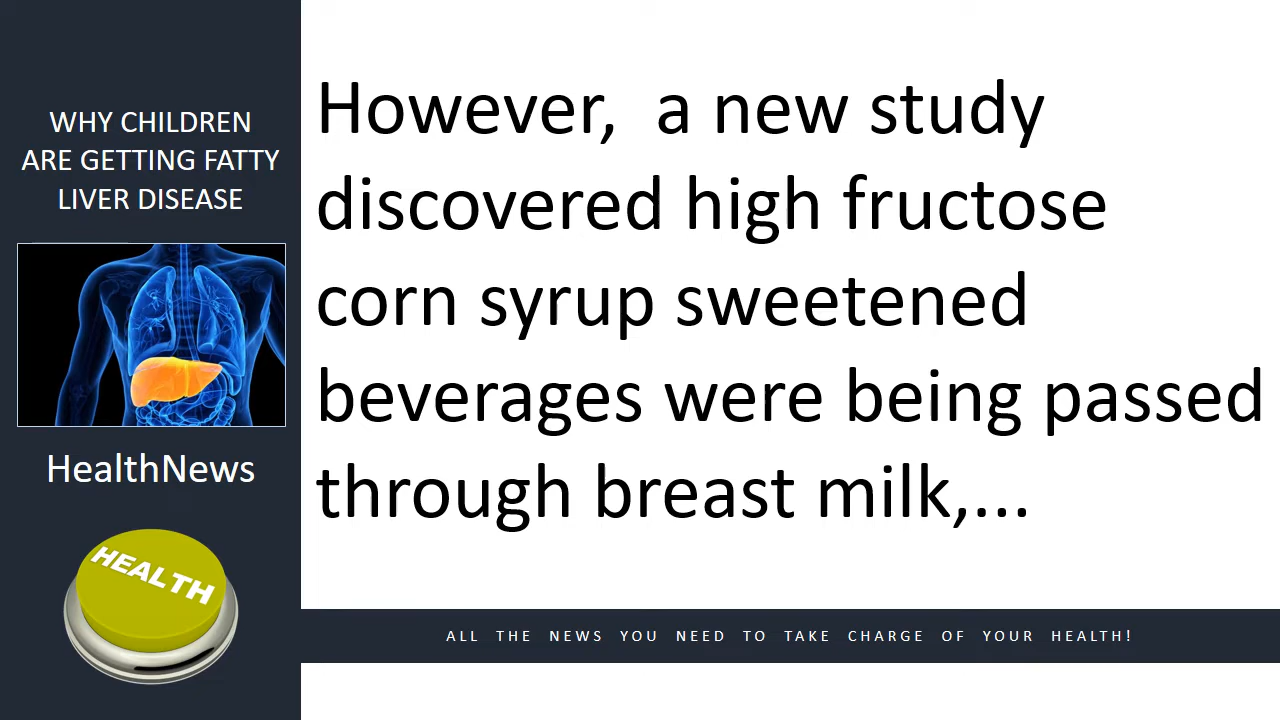 WHY CHILDREN
ARE GETTING FATTY
LIVER DISEASE
HealthNews
HEALTH
However,  a new study
discovered high fructose
corn syrup sweetened
beverages were being passed
through breast milk,...
ALL THE NEWS YOU NEED TO TAKE CHARGE OF YOUR HEALTH!